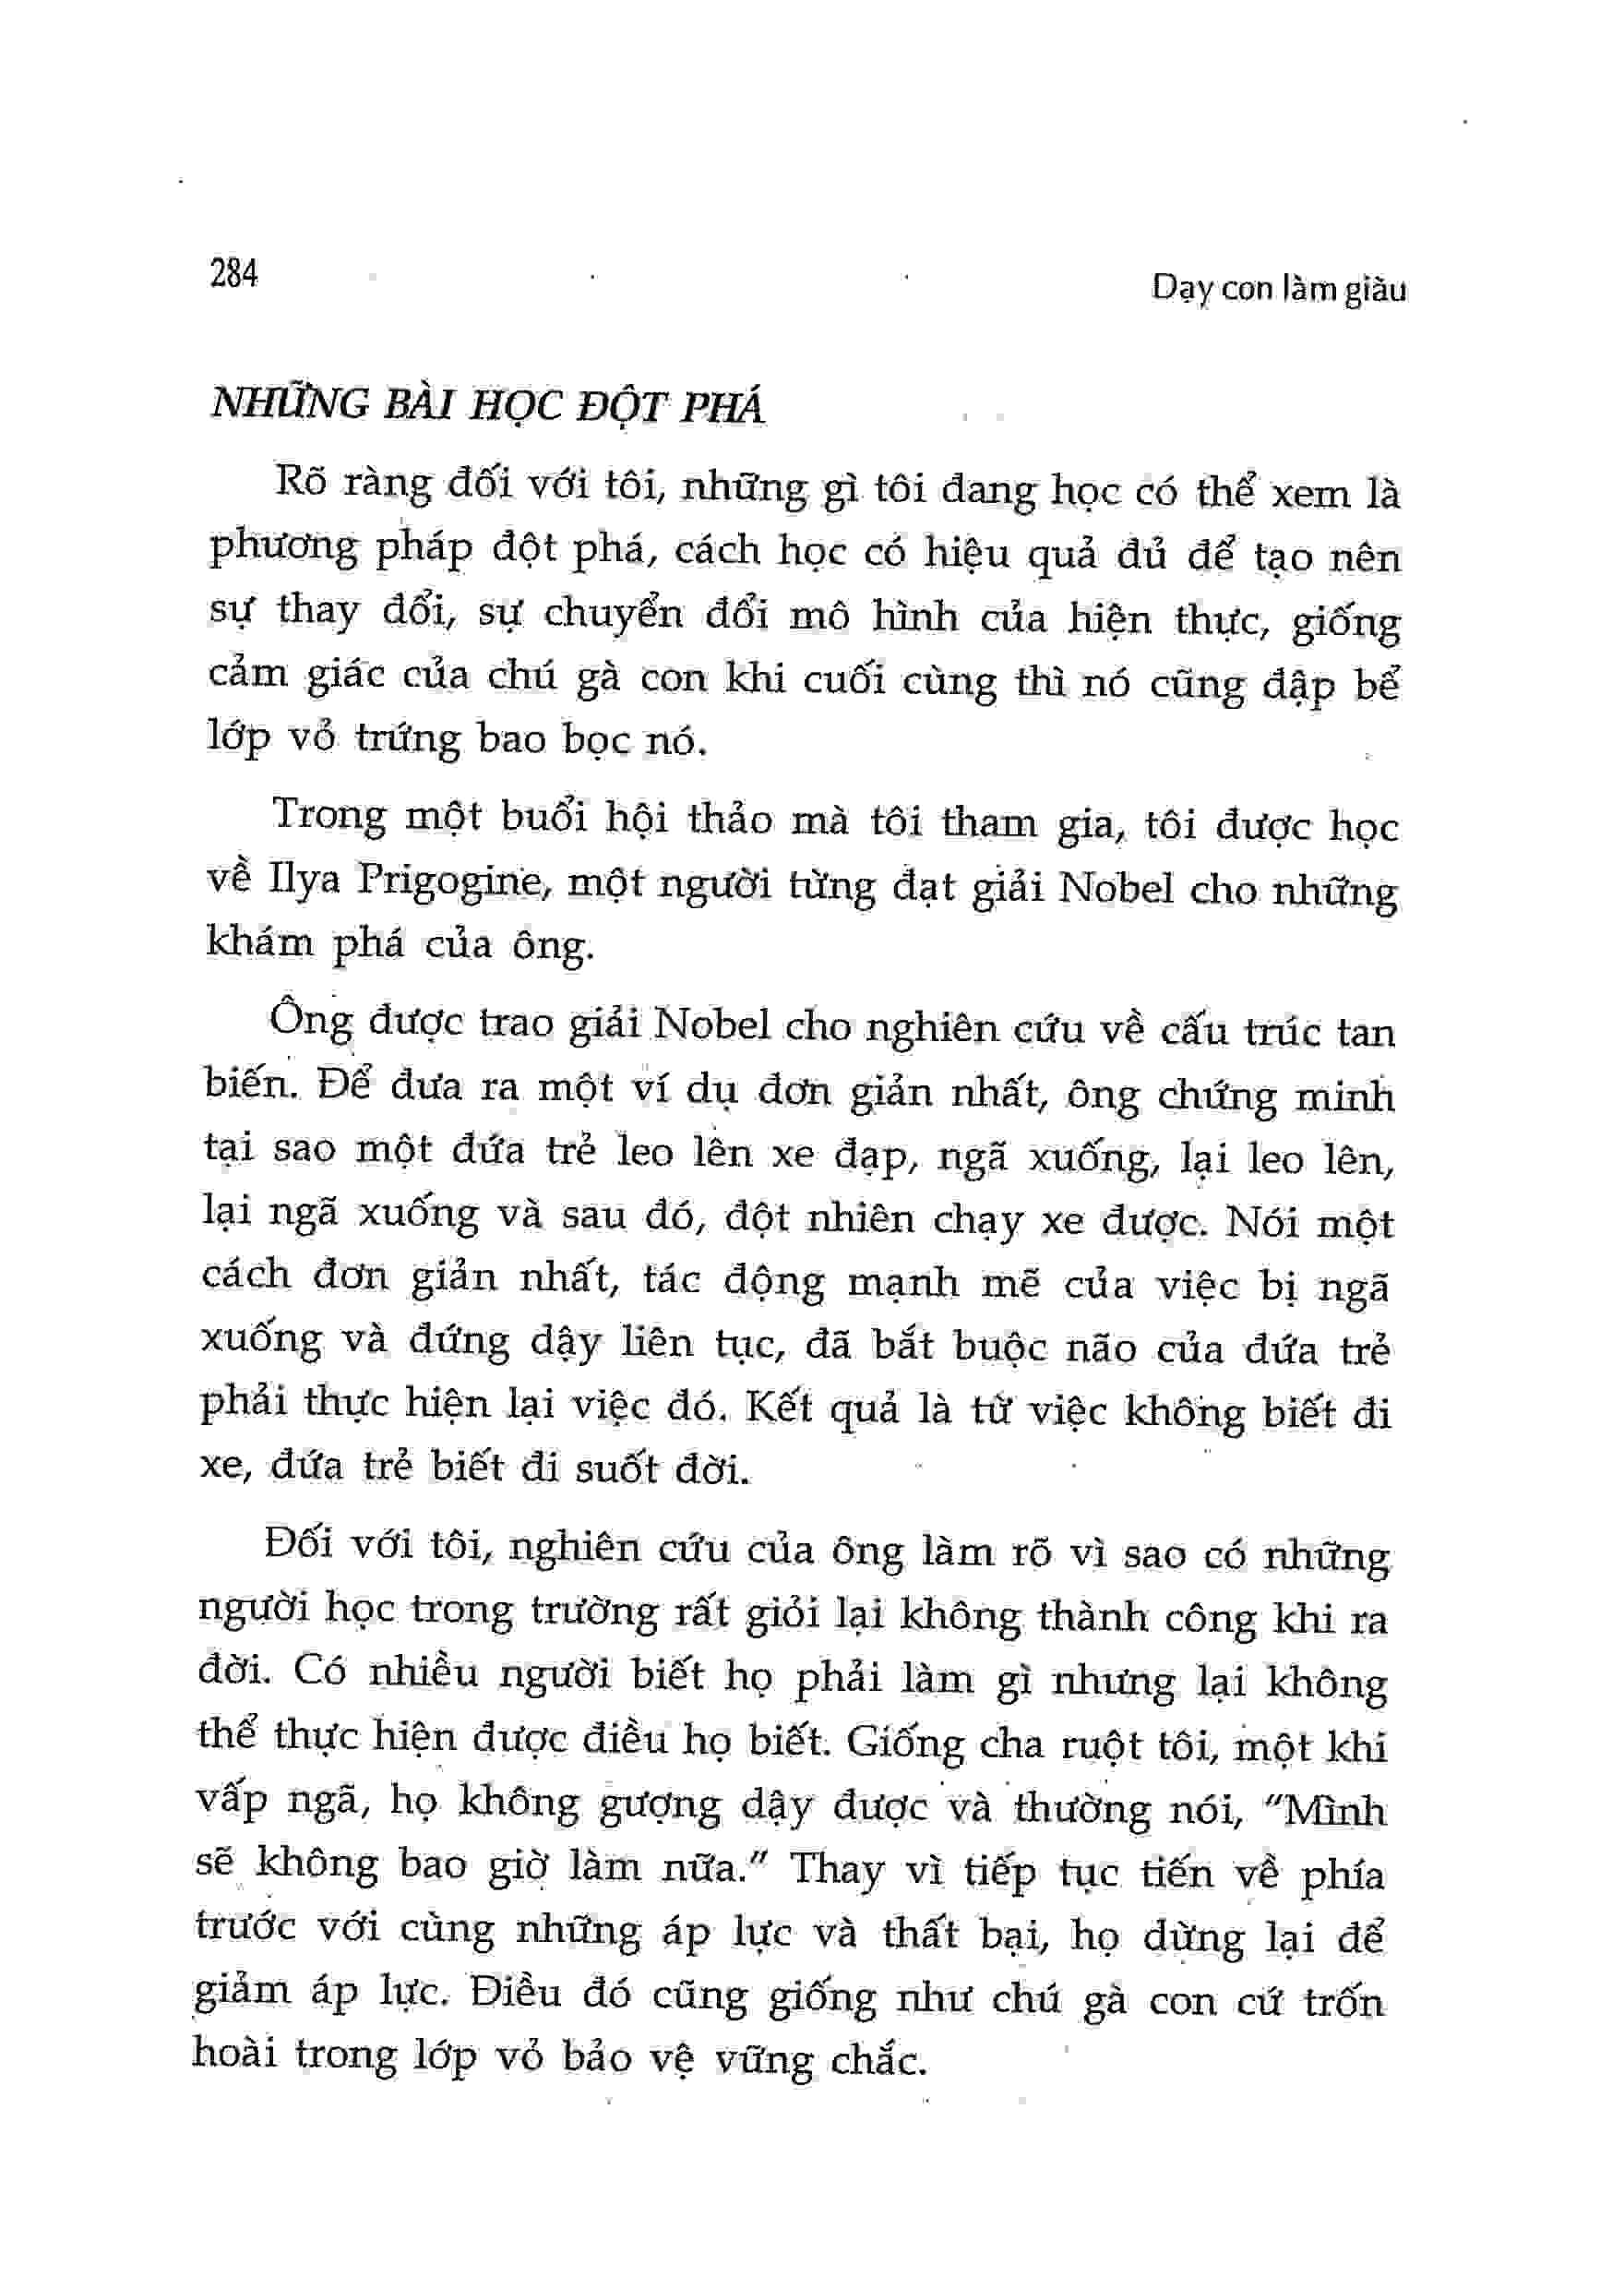 284
Dạy con làm giàu
NHỮNG BÀI HỌC ĐỘT PHÁ
Rõ ràng đối với tôi, những gì tôi đang học có thể xem là
phương pháp đột phá, cách học có hiệu quả đủ để tạo nên
sự thay đổi, sự chuyển đổi mô hình của hiện thực, giống
cảm giác của chú gà con khi cuối cùng thì nó cũng đập bể
lớp vỏ trứng bao bọc nó.
Trong một buổi hội thảo mà tôi tham gia, tôi được học
về Ilya Prigogine, một người từng đạt giải Nobel cho những
khám phá của ông.
Ông được trao giải Nobel cho nghiên cứu về cấu trúc tan
biến. Để đưa ra một ví dụ đơn giản nhất, ông chứng minh
tại sao một đứa trẻ leo lên xe đạp, ngã xuống, lại leo lên,
lại ngã xuống và sau đó, đột nhiên chạy xe được. Nói một
cách đơn giản nhất, tác động mạnh mẽ của việc bị ngã
xuống và đứng dậy liên tục, đã bắt buộc não của đứa trẻ
phải thực hiện lại việc đó. Kết quả là từ việc không biết đi
xe, đứa trẻ biết đi suốt đời.
Đối với tôi, nghiên cứu của ông làm rõ vì sao có những
người học trong trường rất giỏi lại không thành công khi ra
đời. Có nhiều người biết họ phải làm gì nhưng lại không
thể thực hiện được điều họ biết. Giống cha ruột tôi, một khi
vấp ngã, họ không gượng dậy được và thường nói, "Mình
sẽ không bao giờ làm nữa." Thay vì tiếp tục tiến về phía
trước với cùng những áp lực và thất bại, họ dừng lại để
giảm áp lực. Điều đó cũng giống như chú gà con cứ trốn
hoài trong lớp vỏ bảo vệ vững chắc.